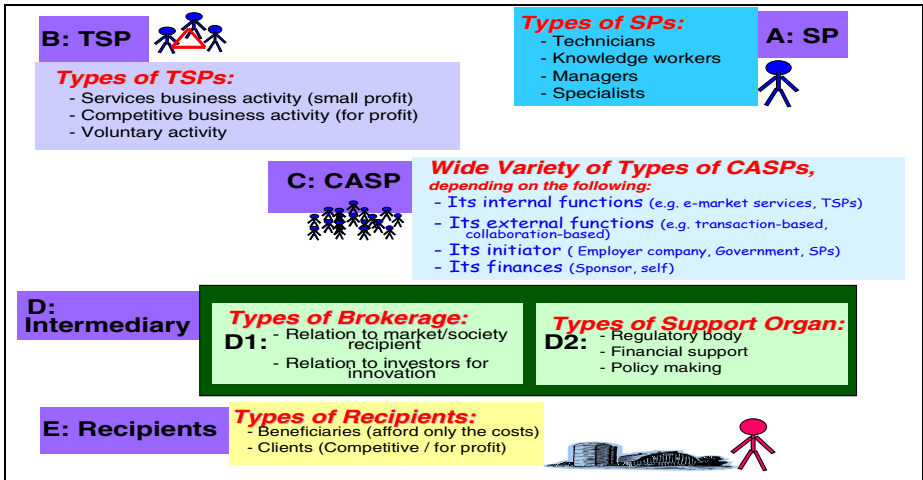 B: TSP
Types of TSPs:
- Services business activity (small profit)
- Competitive business activity (for profit)
- Voluntary activity
Types of SPs:
- Technicians
- Knowledge workers
- Managers
- Specialists
A: SP
C: CASP
Wide Variety of Types of CASPs,
depending on the following:
- Its internal functions (e.g. e-market services, TSPs)
- Its external functions (e.g. transaction-based,
collaboration-based)
- Its initiator ( Employer company, Government, SPs)
- Its finances (Sponsor, self)
D:
Intermediary
Types of Brokerage:
D1: - Relation to market/society
recipient
- Relation to investors for
innovation
Types of Support Organ:
D2: - Regulatory body
- Financial support
- Policy making
E: Recipients
Types of Recipients:
- Beneficiaries (afford only the costs)
- Clients (Competitive / for profit)